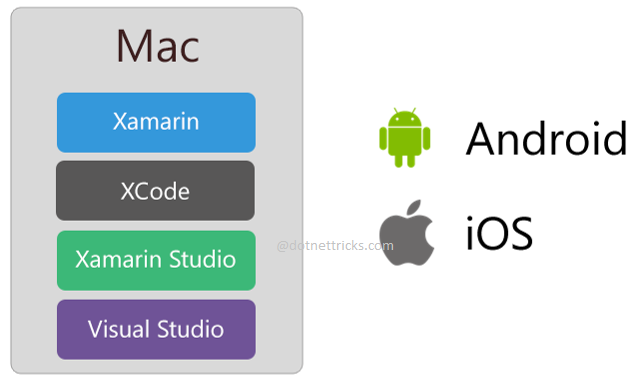 Mac
Xamarin
XCode
Xamarin Studio
Visual Studio
Android
iOS
@dotnettricks.com